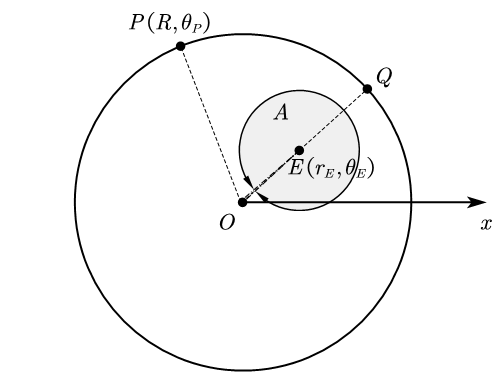 P(R,θ_P)
Q
A
E(r_E,θ_E)
O
x